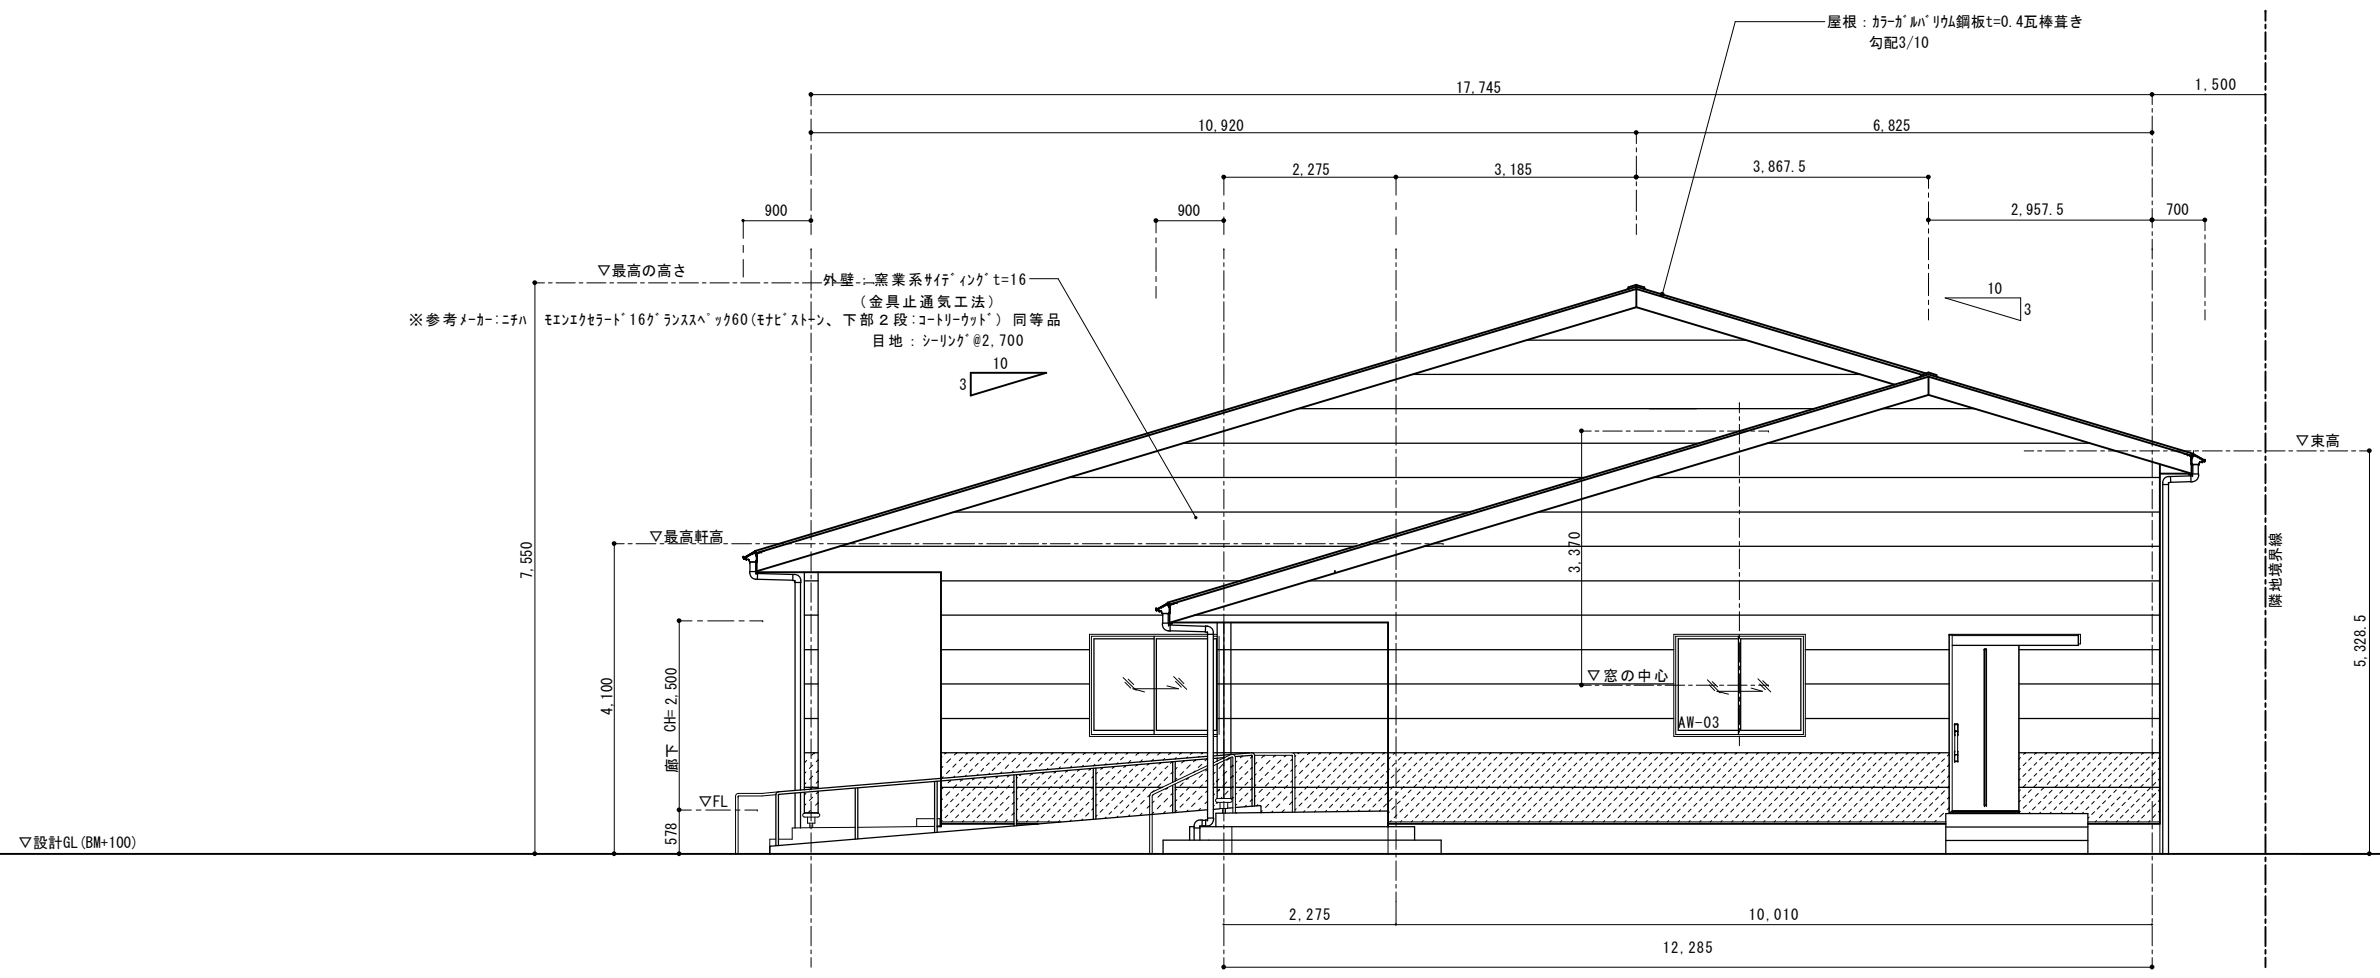 屋根：ｶﾗｰｶﾞﾙﾊﾞﾘｳﾑ鋼板t=0.4瓦棒葺き
勾配3/10
17,745
1,500
10,920
6,825
2,275
3,185
3,867.5
900
900
2,957.5
700
▽最高の高さ
外壁：窯業系ｻｲﾃﾞｨﾝｸﾞt=16
（金具止通気工法）
※参考ﾒｰｶｰ:ﾆﾁﾊ　ﾓｴﾝｴｸｾﾗｰﾄﾞ16ｸﾞﾗﾝｽｽﾍﾟｯｸ60(ﾓﾅﾋﾞｽﾄｰﾝ、下部２段:ｺｰﾄﾘｰｳｯﾄﾞ) 同等品
目地：ｼｰﾘﾝｸﾞ@2,700
10
3
10
3
▽東高
▽最高軒高
7,550
3,370
隣地境界線
5,328.5
4,100
廊下 CH=2,500
▽窓の中心
AW-03
▽FL
578
▽設計GL(BM+100)
2,275
10,010
12,285